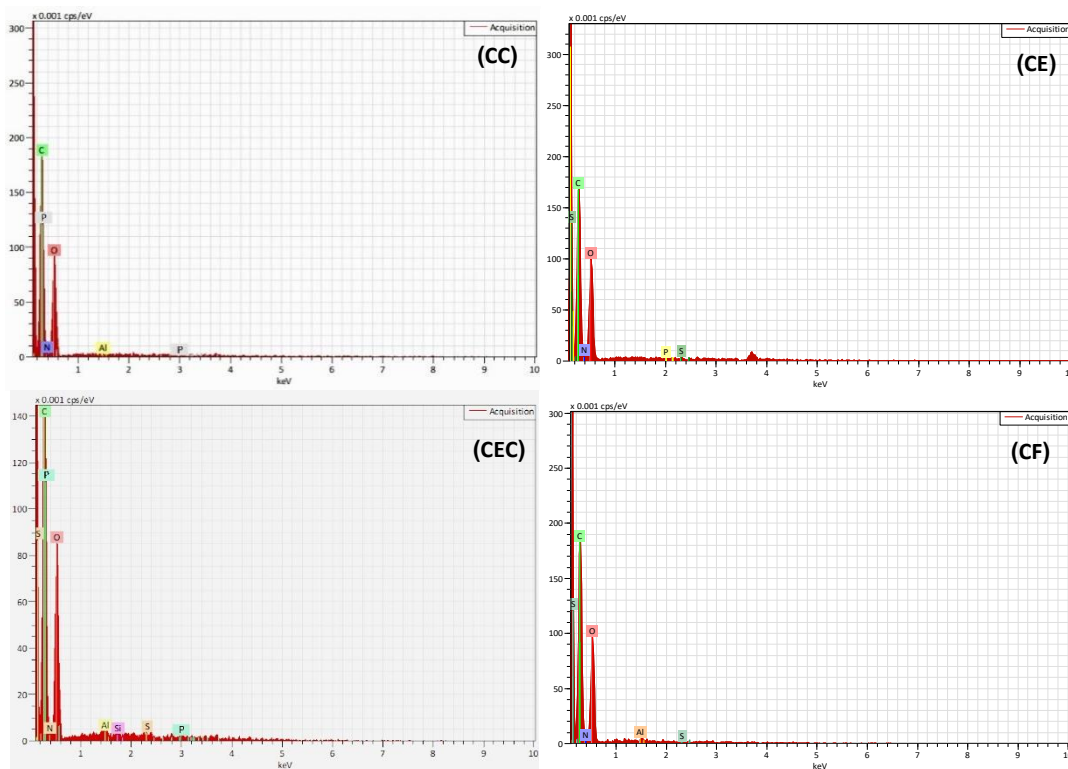 x 0.001 cps/eV
Acquisition
(CC)
300
250
200
150
100
50
0
C
P
O
N
Al
P
1 2 3 4 5 6 7 8 9 10
keV
x 0.001 cps/eV
Acquisition
(CE)
300
250
200
150
100
50
0
S
C
O
N
P
S
1 2 3 4 5 6 7 8 9 10
keV
x 0.001 cps/eV
Acquisition
(CEC)
140
120
100
80
60
40
20
0
C
P
S
O
N
Al
Si
S
P
1 2 3 4 5 6 7 8 9 10
keV
x 0.001 cps/eV
Acquisition
(CF)
300
250
200
150
100
50
0
C
S
O
N
Al
S
1 2 3 4 5 6 7 8 9 10
keV